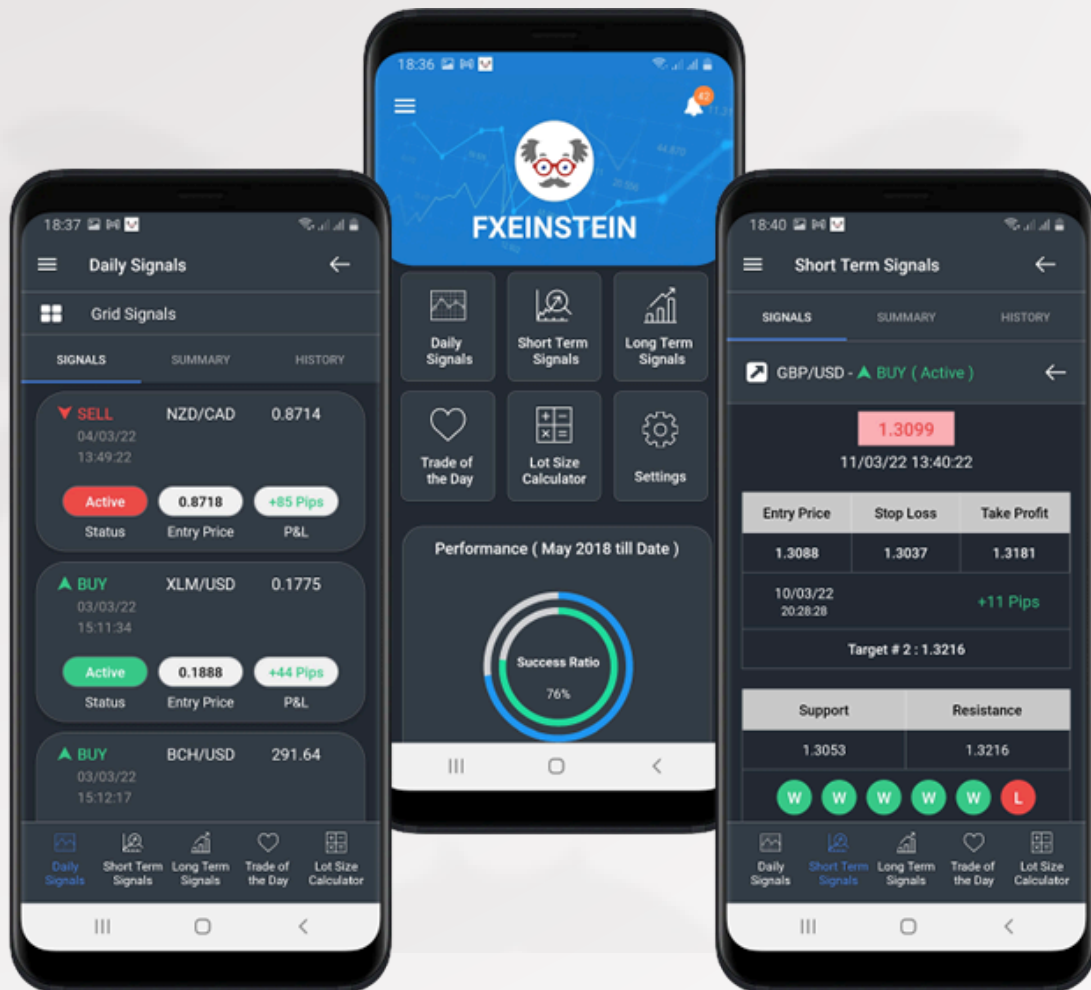 18:37
Daily Signals
Grid Signals
SIGNALS SUMMARY HISTORY
SELL NZD/CAD 0.8714
04/03/22
13:49:22
Active 0.8718 +85 Pips
Status Entry Price P&L
BUY XLM/USD 0.1775
03/03/22
15:11:34
Active 0.1888 +44 Pips
Status Entry Price P&L
BUY BCH/USD 291.64
03/03/22
15:12:17
Daily Short Term Long Term Trade of Lot Size
Signals Signals Signals the Day Calculator
18:36
42
44.870
FXEINSTEIN
Daily Short Term Long Term
Signals Signals Signals
Trade of Lot Size
the Day Calculator Settings
Performance ( May 2018 till Date )
Success Ratio
76%
18:40
Short Term Signals
SIGNALS SUMMARY HISTORY
GBP/USD - BUY ( Active )
1.3099
11/03/22 13:40:22
Entry Price Stop Loss Take Profit
1.3088 1.3037 1.3181
10/03/22
20:28:28
+11 Pips
Target # 2 : 1.3216
Support Resistance
1.3053 1.3216
W W W W W L
Daily Short Term Long Term Trade of Lot Size
Signals Signals Signals the Day Calculator